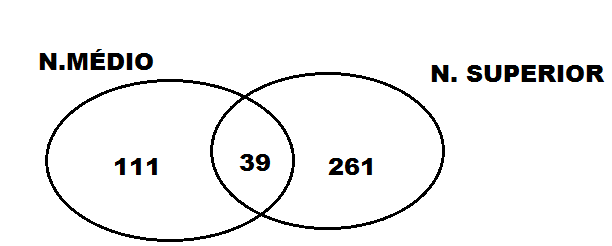 N.MÉDIO
N. SUPERIOR
111
39
261